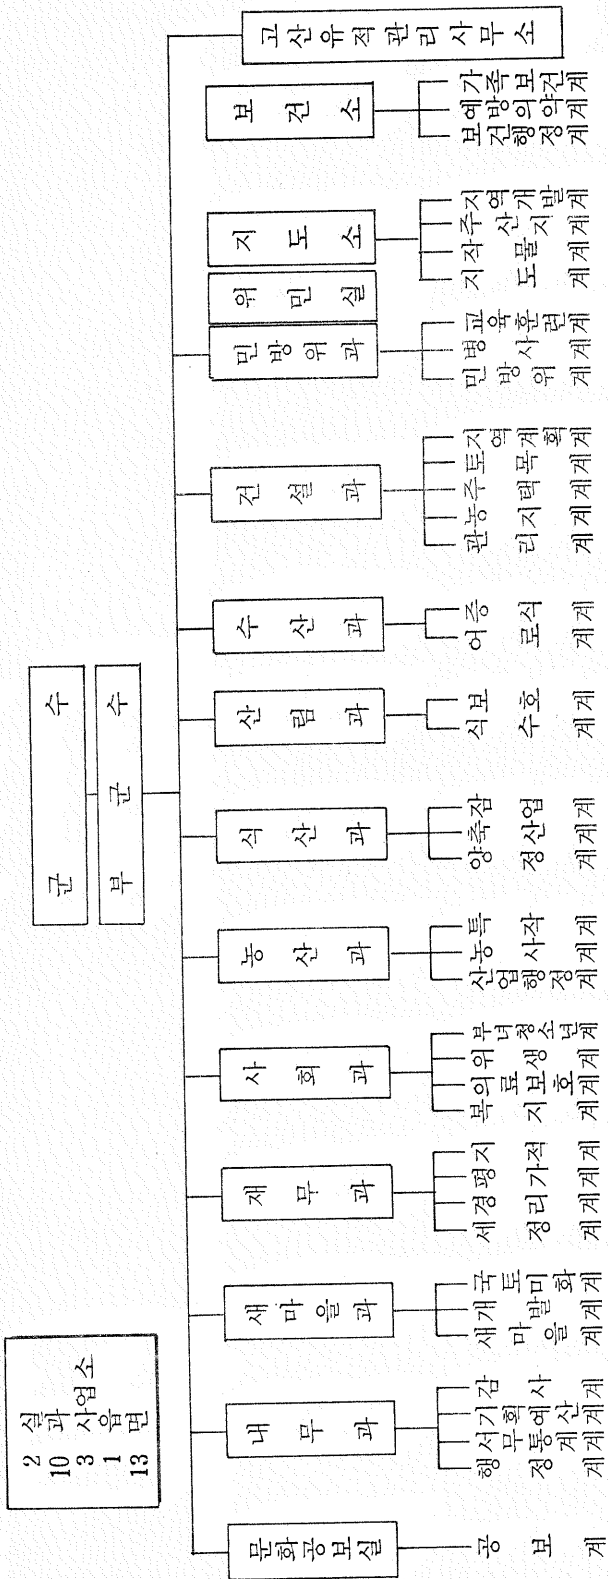 군수
부군수
2 실
10 과
3 사업소
1 읍
13 면
문화공보실
공보계
내무과
행정계
서무통계계
기획예산계
감사계
새마을과
새마을계
개발계
국토미화계
재무과
세정계
경리계
평가계
지적계
사회과
복지계
의료보호계
위생계
부녀청소년계
농산과
산업행정계
농사계
특작계
식산과
양정계
축산계
잠업계
산림과
식수계
보호계
수산과
어로계
증식계
건설과
관리계
농지계
주택계
토목계
지역계획계
민방위과
민방위계
병사계
교육훈련계
위민실
지도소
지도계
작물계
주산지계
지역개발계
보건소
보건행정계
예방의약계
가족보건계
고산유적관리사무소